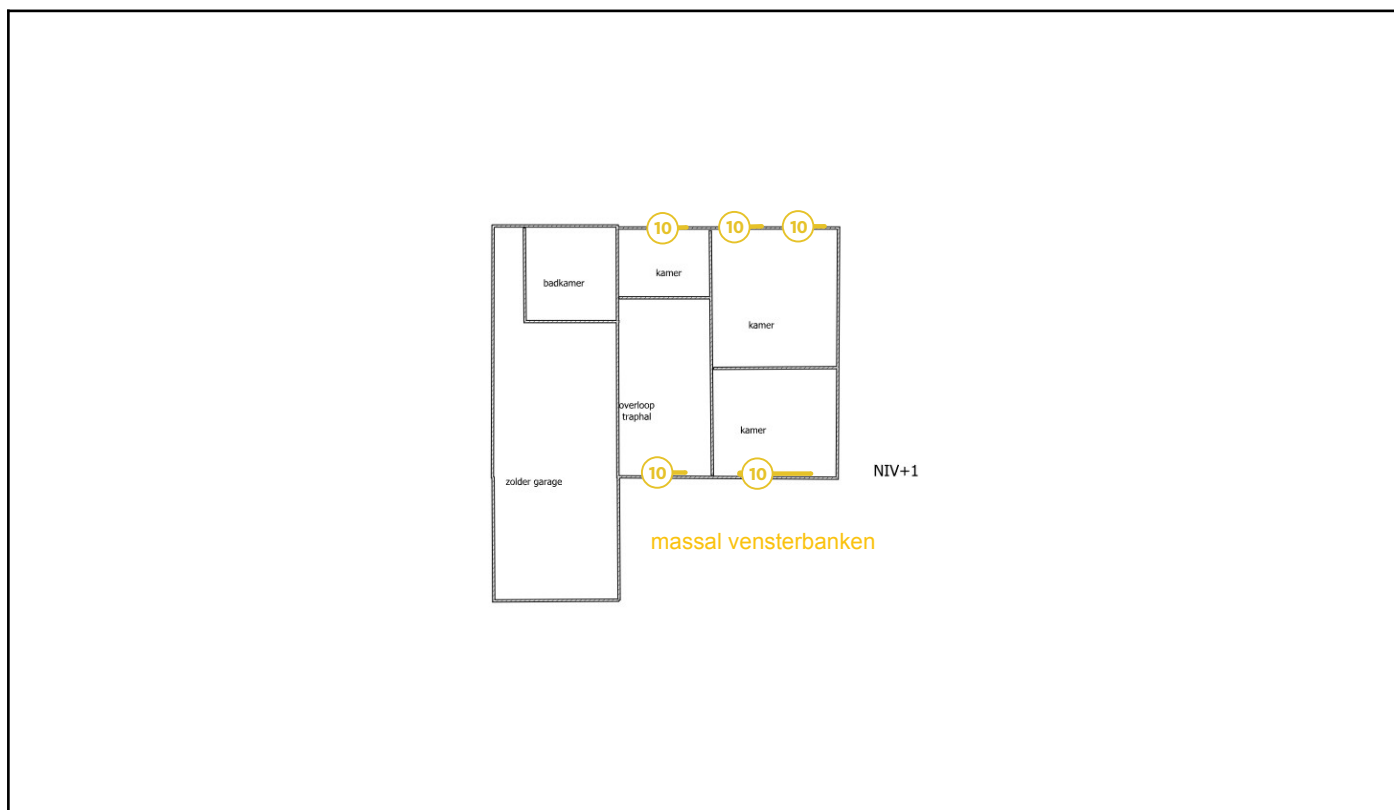 10
10
10
badkamer
kamer
kamer
overloop
traphal
kamer
10
10
NIV+1
zolder garage
massal vensterbanken